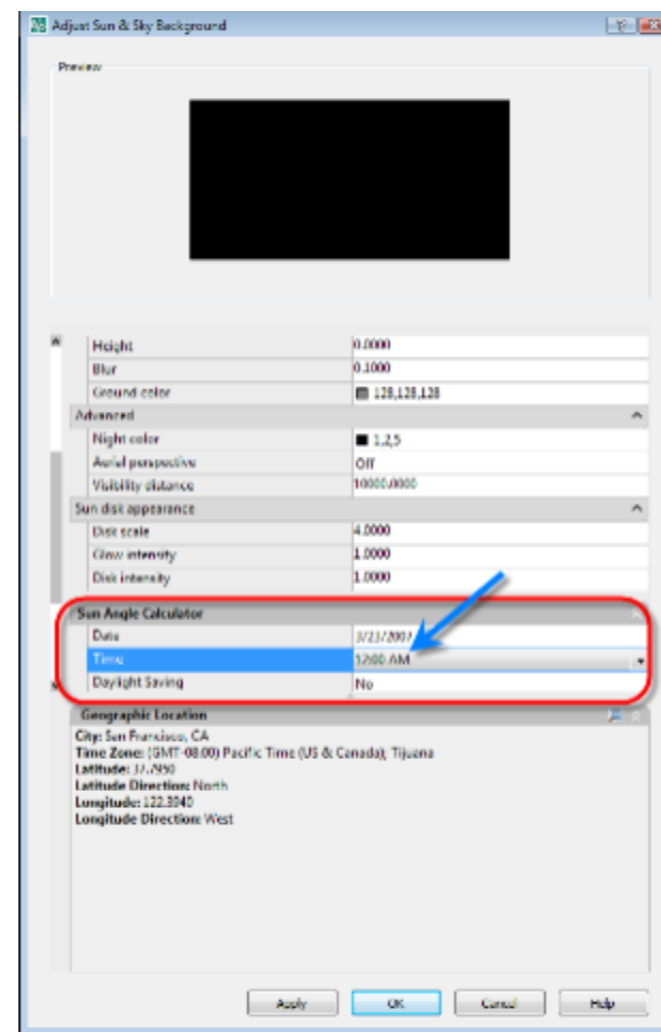 Adjust Sun & Sky Background
Preview
Height 0.0000
Blur 0.1000
Ground color 128,128,128
Advanced
Night color 1,2,5
Aerial perspective Off
Visibility distance 10000.0000
Sun disk appearance
Disk scale 4.0000
Glow intensity 1.0000
Disk intensity 1.0000
Sun Angle Calculator
Date 3/23/2007
Time 12:00 AM
Daylight Saving No
Geographic Location
City: San Francisco, CA
Time Zone: (GMT-08:00) Pacific Time (US & Canada); Tijuana
Latitude: 37.7950
Latitude Direction: North
Longitude: 122.3940
Longitude Direction: West
Apply OK Cancel Help